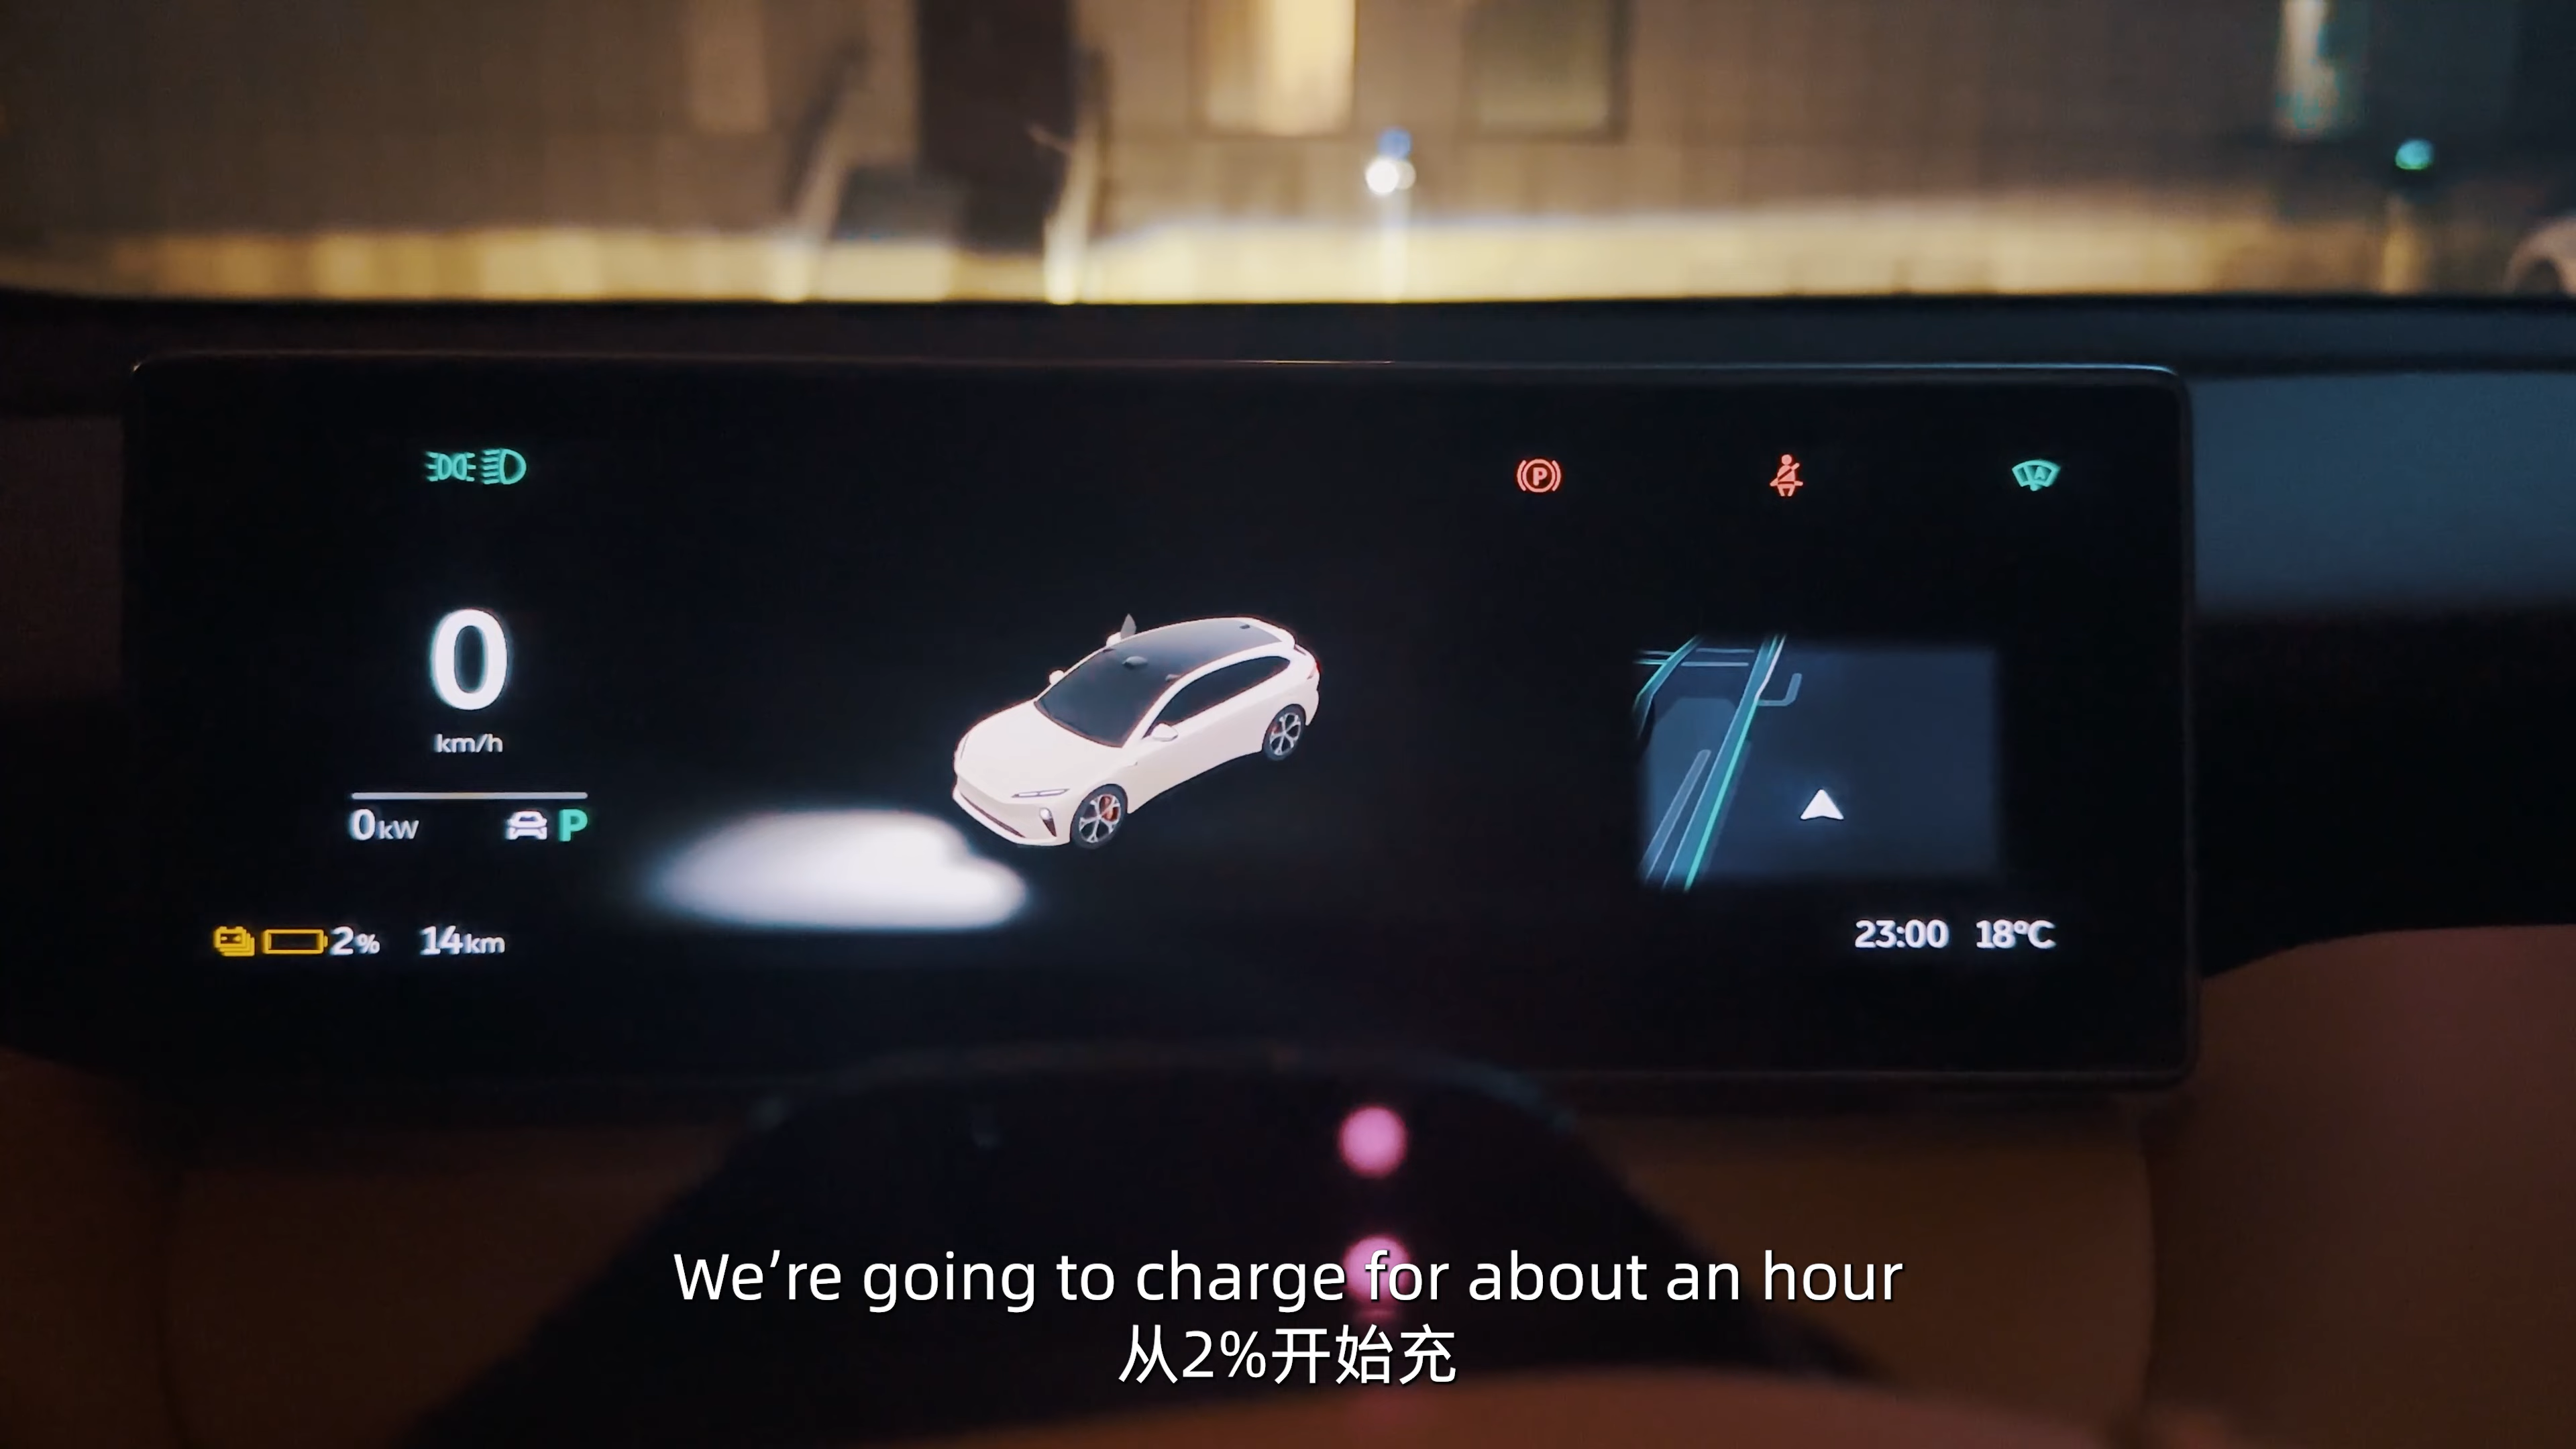 0
km/h
0kW P
2% 14km
23:00 18°C
We’re going to charge for about an hour
从2%开始充